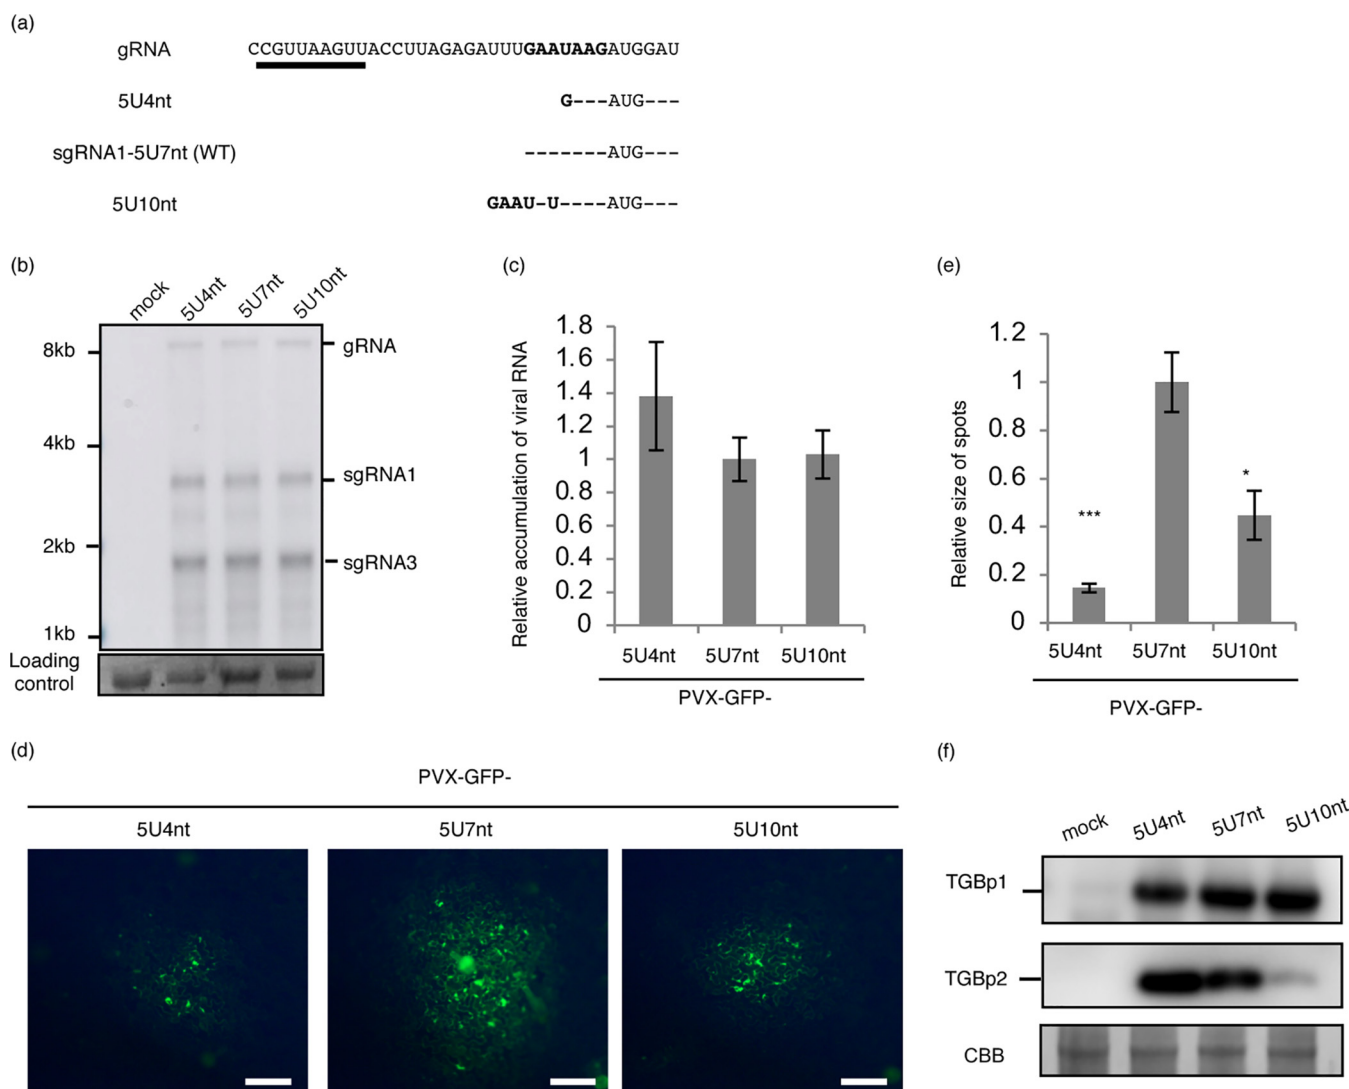 (a)
gRNA CCGUUAAGUUACCUUAGAGAUUUGAAUAAGAUGGAU
5U4nt G---AUG---
sgRNA1-5U7nt (WT) -------AUG---
5U10nt GAAU-U----AUG---
(b)
mock 5U4nt 5U7nt 5U10nt
8kb
4kb
2kb
1kb
gRNA
sgRNA1
sgRNA3
Loading
control
(c)
Relative accumulation of viral RNA
1.8
1.6
1.4
1.2
1
0.8
0.6
0.4
0.2
0
5U4nt 5U7nt 5U10nt
PVX-GFP-
(e)
Relative size of spots
1.2
1
0.8
0.6
0.4
0.2
0
***
*
5U4nt 5U7nt 5U10nt
PVX-GFP-
(d)
PVX-GFP-
5U4nt 5U7nt 5U10nt
(f)
mock 5U4nt 5U7nt 5U10nt
TGBp1
TGBp2
CBB